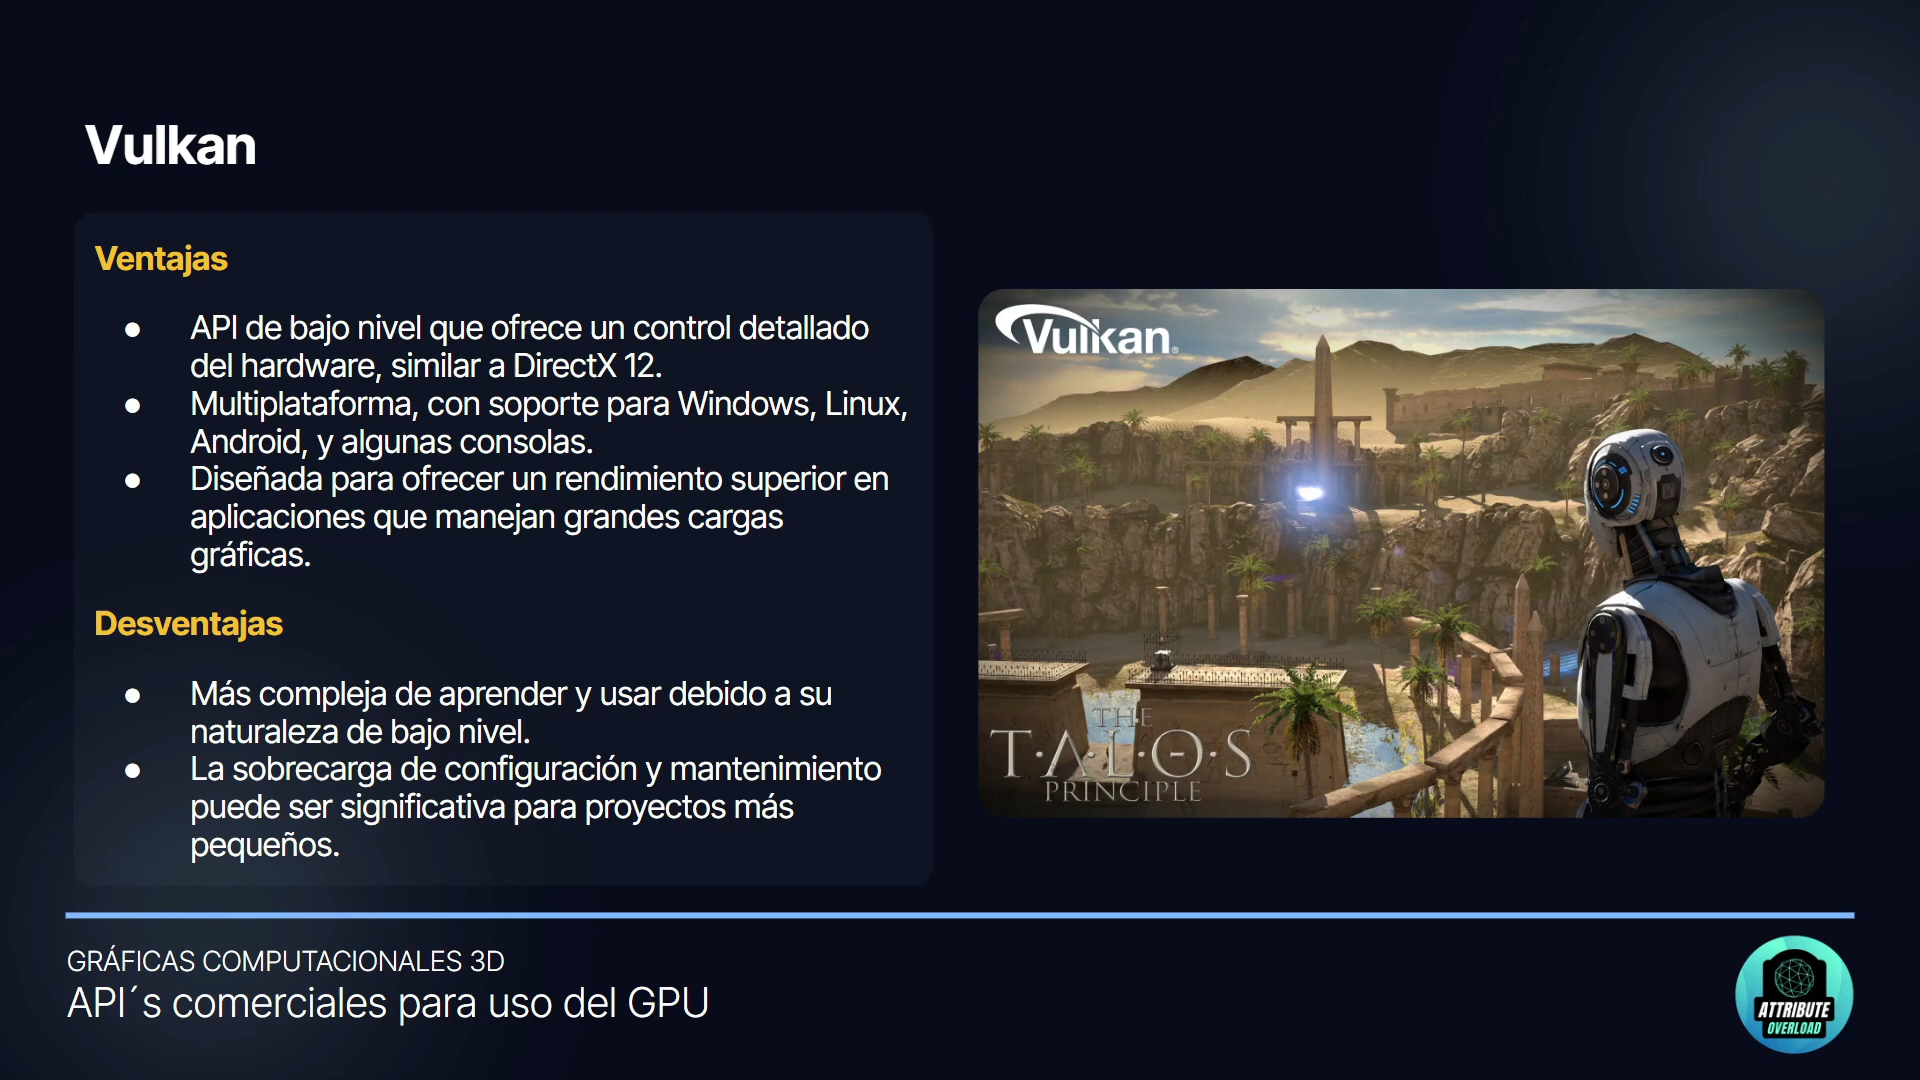 Vulkan
Ventajas
● API de bajo nivel que ofrece un control detallado
del hardware, similar a DirectX 12.
● Multiplataforma, con soporte para Windows, Linux,
Android, y algunas consolas.
● Diseñada para ofrecer un rendimiento superior en
aplicaciones que manejan grandes cargas
gráficas.
Desventajas
● Más compleja de aprender y usar debido a su
naturaleza de bajo nivel.
● La sobrecarga de configuración y mantenimiento
puede ser significativa para proyectos más
pequeños.
Vulkan®
THE
T·A·L·O·S
PRINCIPLE
GRÁFICAS COMPUTACIONALES 3D
API´s comerciales para uso del GPU
ATTRIBUTE
OVERLOAD